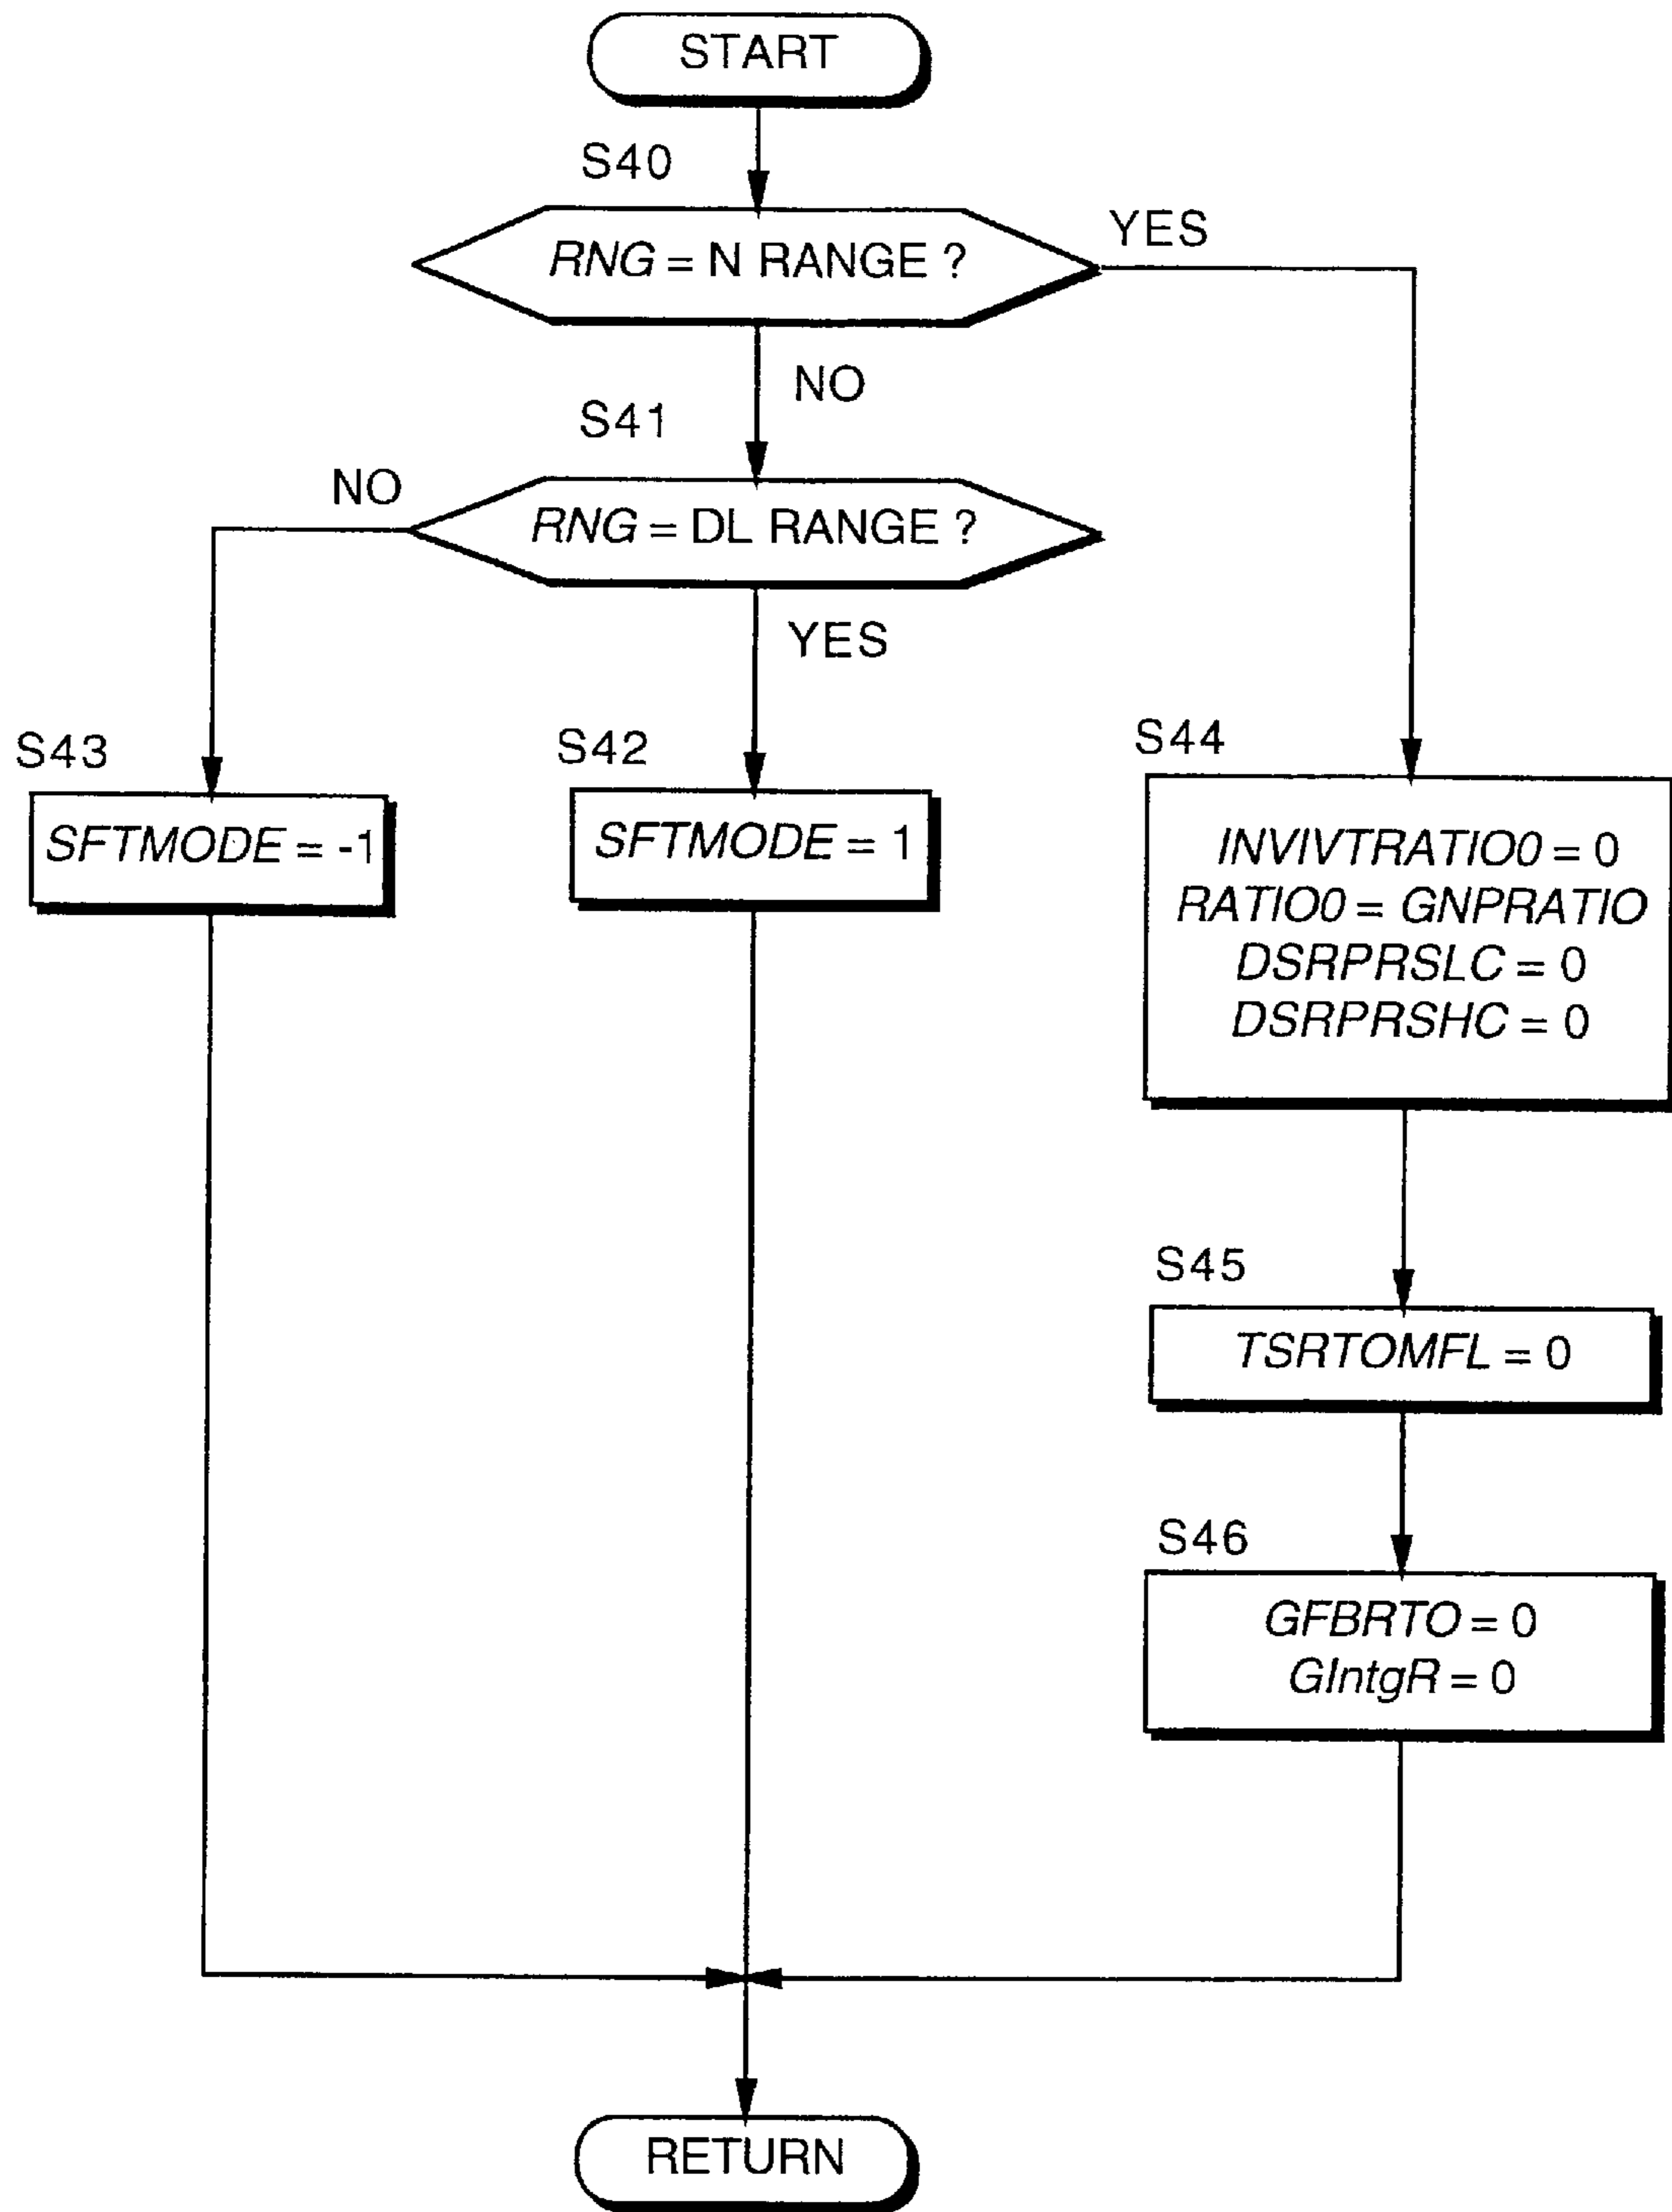 START
S40
RNG = N RANGE ?
YES
NO
S41
NO
RNG = DL RANGE ?
YES
S43
SFTMODE = -1
S42
SFTMODE = 1
S44
INVIVTRATIO0 = 0
RATIO0 = GNPRATIO
DSRPRSLC = 0
DSRPRSHC = 0
S45
TSRTOMFL = 0
S46
GFBRTO = 0
GIntgR = 0
RETURN